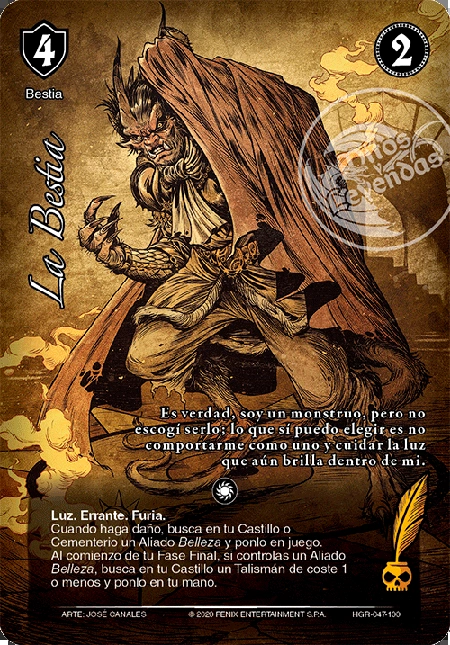 4
2
Bestia
La Bestia
Mitos y
Leyendas
Es verdad, soy un monstruo, pero no
escogí serlo; lo que sí puedo elegir es no
comportarme como uno y cuidar la luz
que aún brilla dentro de mi.
Luz. Errante. Furia.
Cuando haga daño, busca en tu Castillo o
Cementerio un Aliado Belleza y ponlo en juego.
Al comienzo de tu Fase Final, si controlas un Aliado
Belleza, busca en tu Castillo un Talismán de coste 1
o menos y ponlo en tu mano.
ARTE: JOSÉ CANALES
© 2020 FENIX ENTERTAINMENT S.P.A.
HGR-047-100